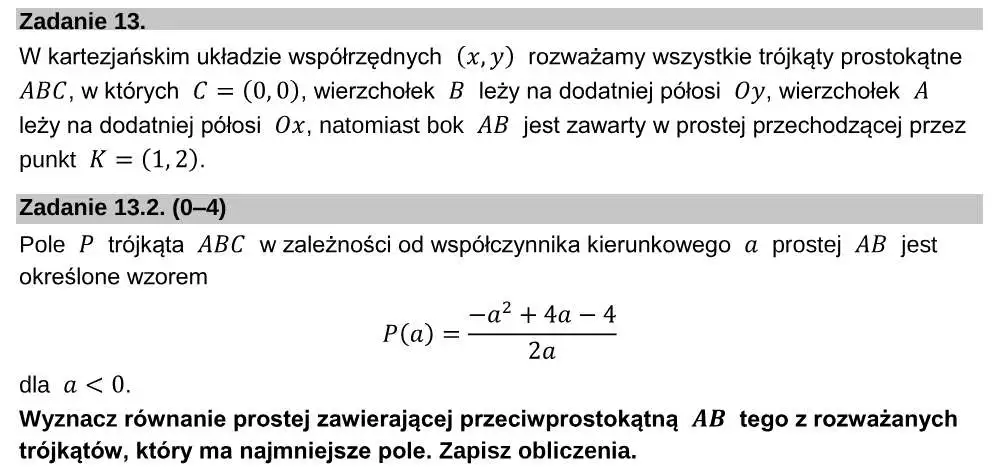 Zadanie 13.
W kartezjańskim układzie współrzędnych (x, y) rozważamy wszystkie trójkąty prostokątne
ABC, w których C = (0, 0), wierzchołek B leży na dodatniej półosi Oy, wierzchołek A
leży na dodatniej półosi Ox, natomiast bok AB jest zawarty w prostej przechodzącej przez
punkt K = (1, 2).
Zadanie 13.2. (0–4)
Pole P trójkąta ABC w zależności od współczynnika kierunkowego a prostej AB jest
określone wzorem
P(a) = \frac{-a^2 + 4a - 4}{2a}
dla a < 0.
Wyznacz równanie prostej zawierającej przeciwprostokątną AB tego z rozważanych
trójkątów, który ma najmniejsze pole. Zapisz obliczenia.